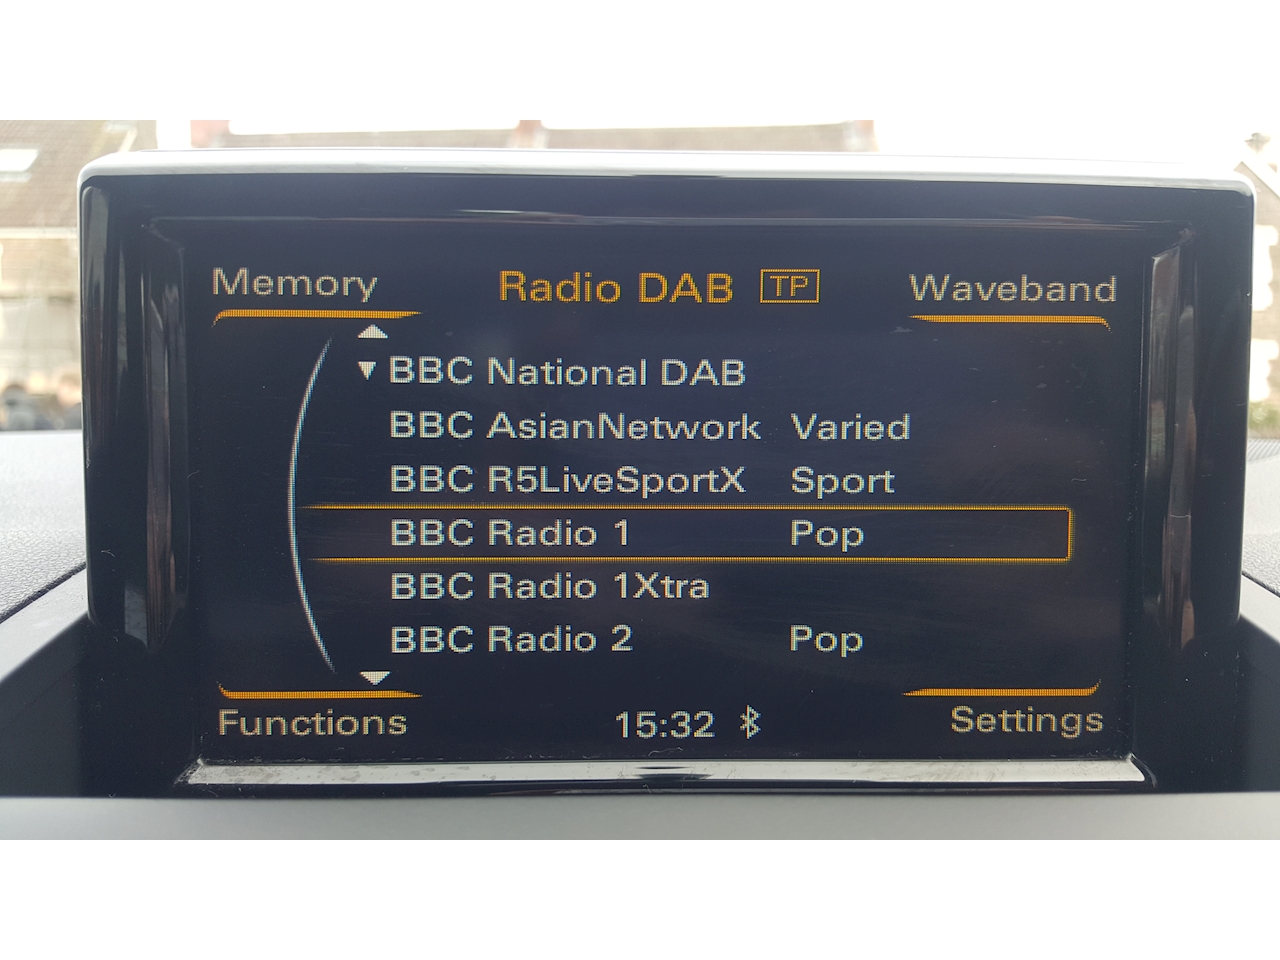 Memory Radio DAB TP Waveband
BBC National DAB
BBC AsianNetwork Varied
BBC R5LiveSportX Sport
BBC Radio 1 Pop
BBC Radio 1Xtra
BBC Radio 2 Pop
Functions 15:32 Settings